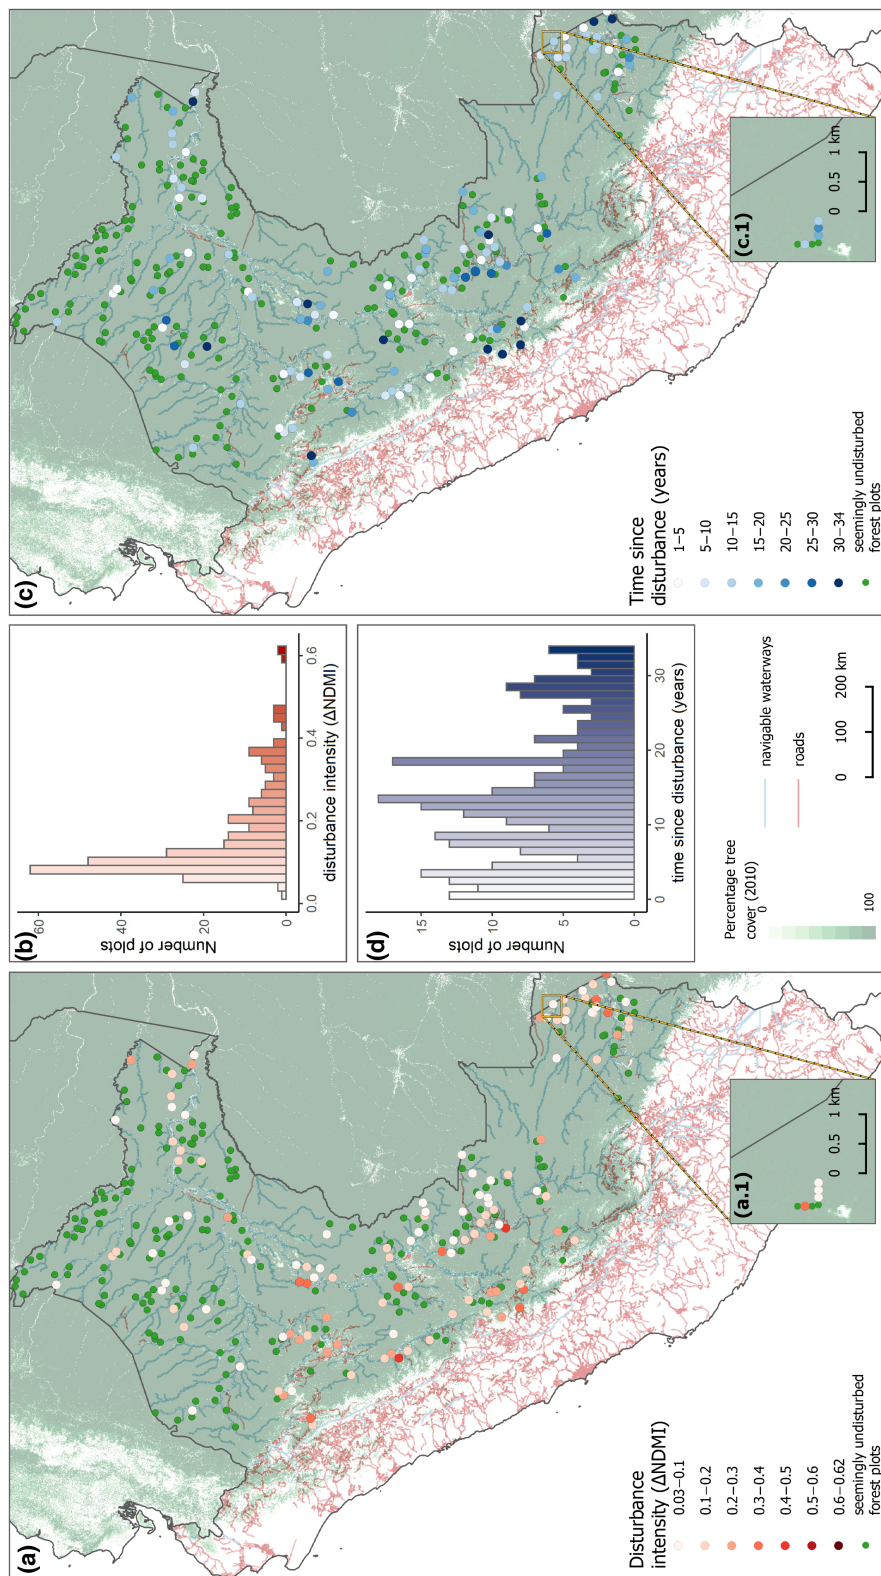 (a)
Disturbance
intensity (ΔNDMI)
0.03−0.1
0.1−0.2
0.2−0.3
0.3−0.4
0.4−0.5
0.5−0.6
0.6−0.62
seemingly undisturbed
forest plots
(a.1)
0 0.5 1 km
(b)
Number of plots
0
20
40
60
0.0 0.2 0.4 0.6
disturbance intensity (ΔNDMI)
(d)
Number of plots
0
5
10
15
0 10 20 30
time since disturbance (years)
Percentage tree
cover (2010)
0
100
navigable waterways
roads
0 100 200 km
(c)
Time since
disturbance (years)
1−5
5−10
10−15
15−20
20−25
25−30
30−34
seemingly undisturbed
forest plots
(c.1)
0 0.5 1 km